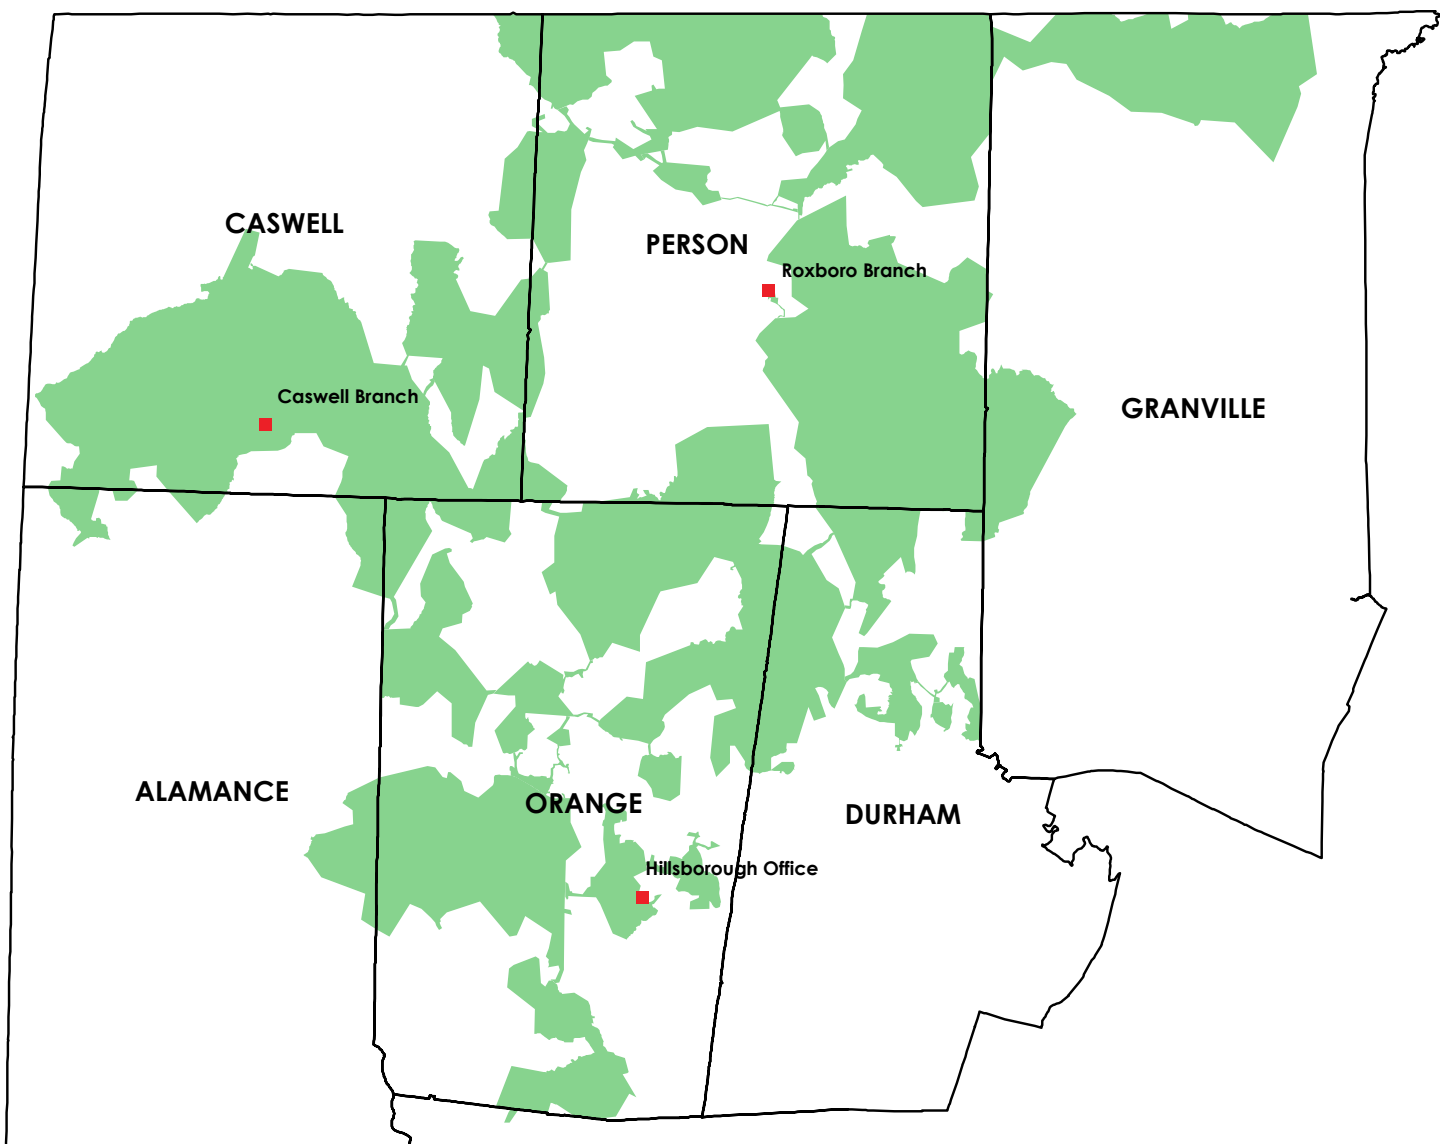 CASWELL
PERSON
Roxboro Branch
Caswell Branch
GRANVILLE
ALAMANCE
ORANGE
DURHAM
Hillsborough Office